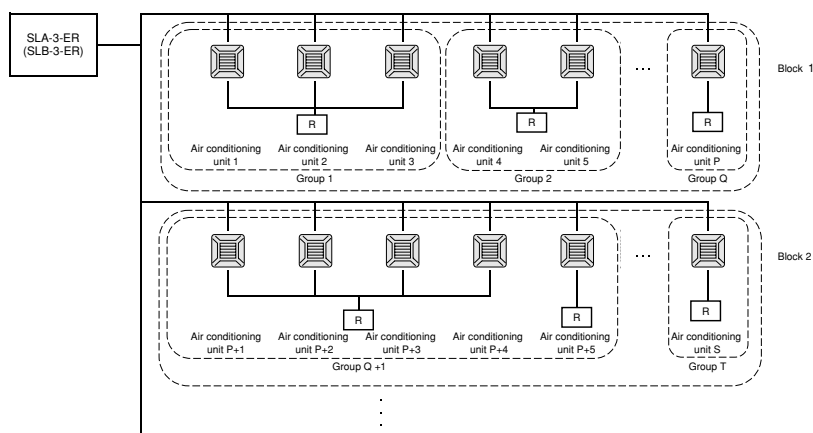 SLA-3-ER
(SLB-3-ER)
Block 1
R
R
R
Air conditioning
unit 1
Air conditioning
unit 2
Air conditioning
unit 3
Air conditioning
unit 4
Air conditioning
unit 5
...
Air conditioning
unit P
Group 1
Group 2
Group Q
Block 2
...
R
R
R
Air conditioning
unit P+1
Air conditioning
unit P+2
Air conditioning
unit P+3
Air conditioning
unit P+4
Air conditioning
unit P+5
Air conditioning
unit S
Group Q +1
Group T